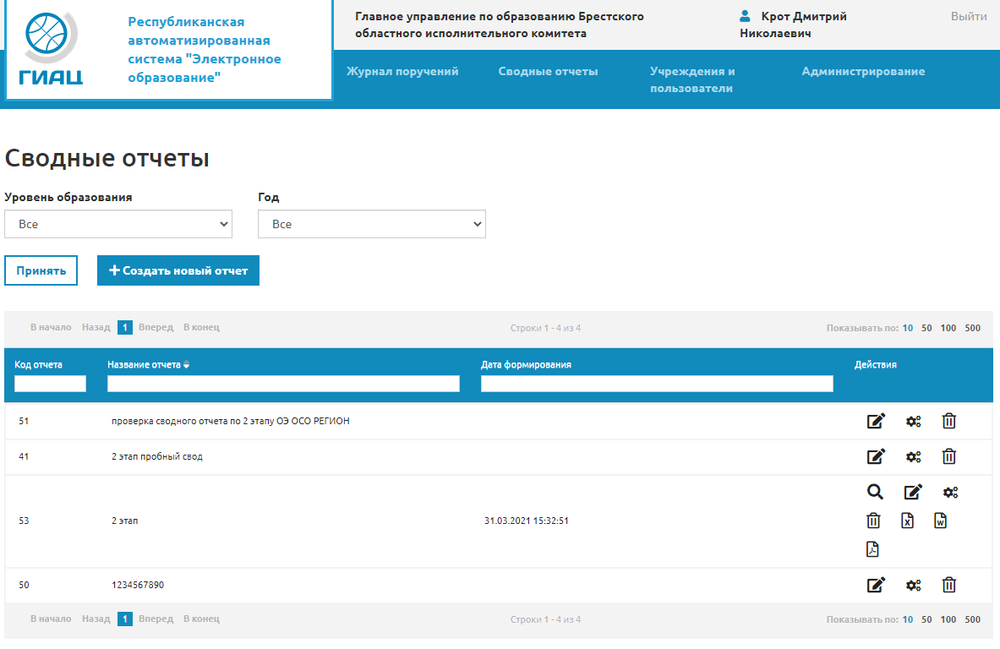 ГИАЦ
Республиканская
автоматизированная
система "Электронное
образование"
Главное управление по образованию Брестского
областного исполнительного комитета
Крот Дмитрий
Николаевич
Выйти
Журнал поручений
Сводные отчеты
Учреждения и
пользователи
Администрирование
Сводные отчеты
Уровень образования
Год
Все
Все
Принять
Создать новый отчет
В начало Назад 1 Вперед В конец
Строки 1 - 4 из 4
Показывать по: 10 50 100 500
Код отчета
Название отчета
Дата формирования
Действия
51 проверка сводного отчета по 2 этапу ОЭ ОСО РЕГИОН
41 2 этап пробный свод
53 2 этап 31.03.2021 15:32:51
50 1234567890
В начало Назад 1 Вперед В конец
Строки 1 - 4 из 4
Показывать по: 10 50 100 500